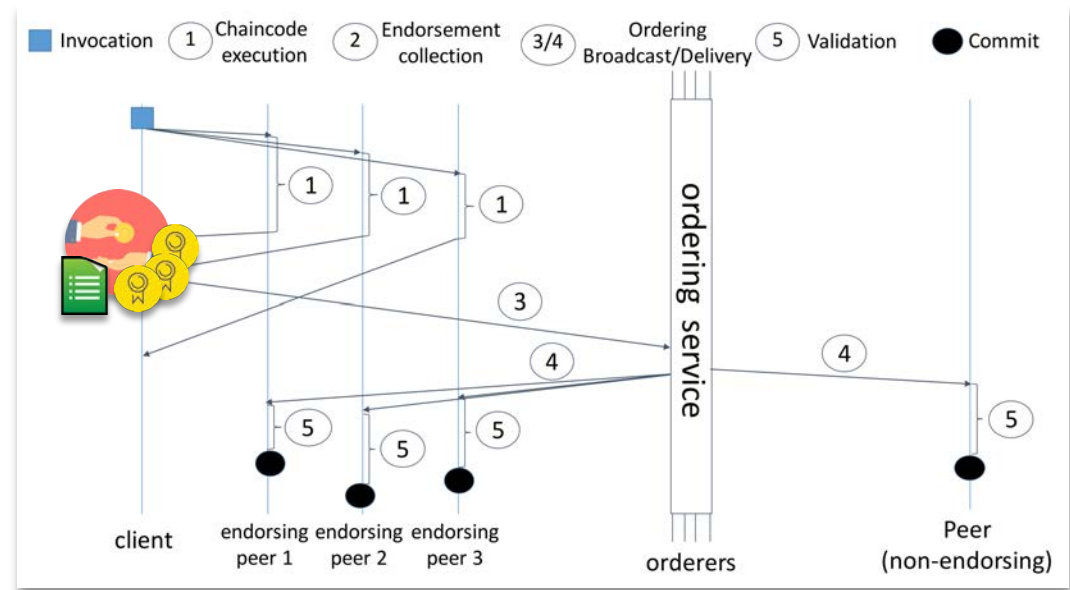 Invocation
1
Chaincode
execution
2
Endorsement
collection
3/4
Ordering
Broadcast/Delivery
5
Validation
Commit
1
1
1
ordering service
3
4
4
5
5
5
5
client
endorsing
peer 1
endorsing
peer 2
endorsing
peer 3
orderers
Peer
(non-endorsing)